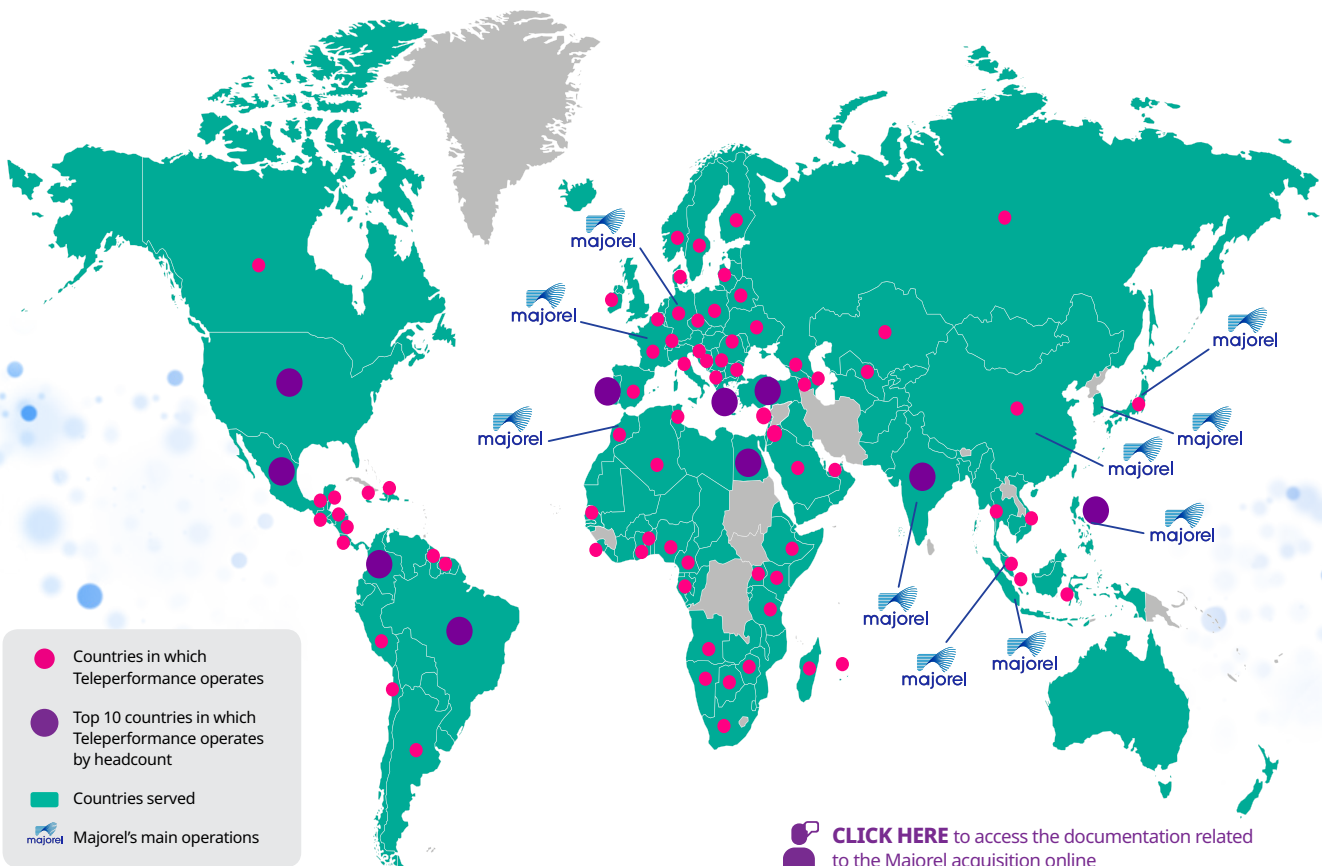 majorel
majorel
majorel
majorel
majorel
majorel
majorel
majorel
majorel
majorel
Countries in which
Teleperformance operates
Top 10 countries in which
Teleperformance operates
by headcount
Countries served
majorel Majorel's main operations
CLICK HERE to access the documentation related
to the Majorel acquisition online